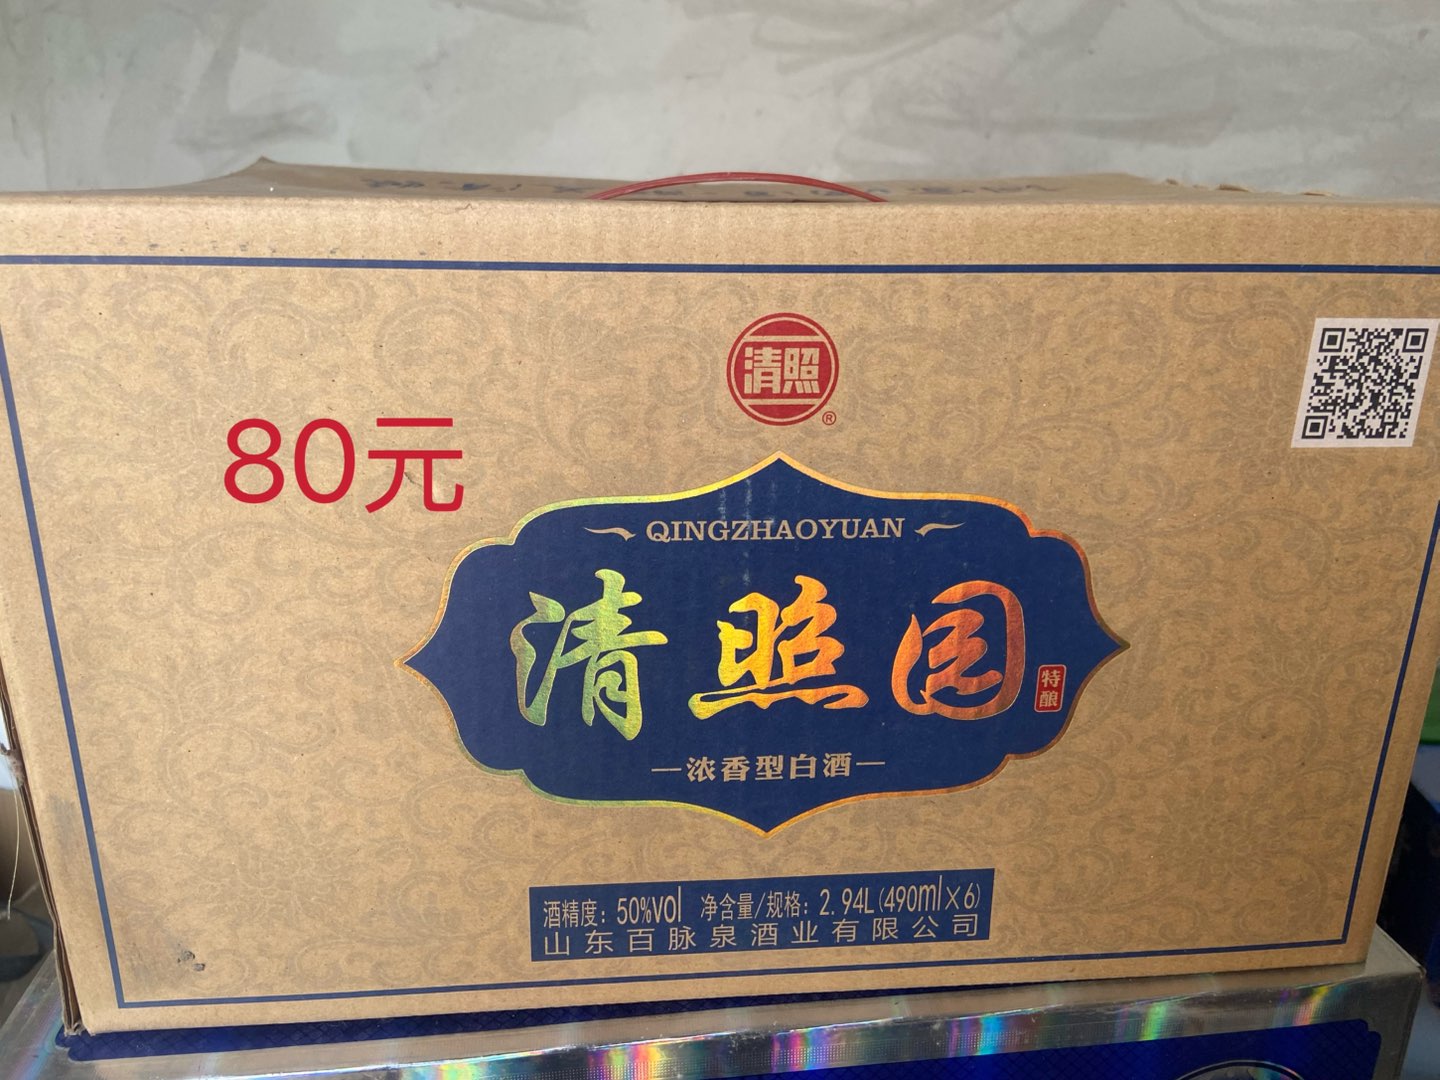 清照
®
80元
QINGZHAOYUAN
清照园
特酿
浓香型白酒
酒精度：50%vol 净含量/规格：2.94L(490ml×6)
山东百脉泉酒业有限公司